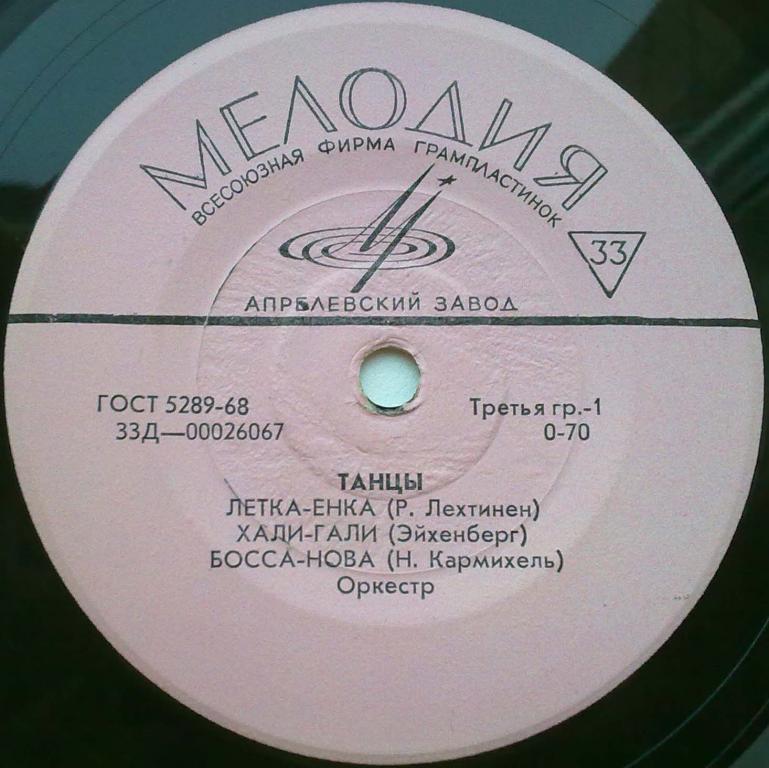 МЕЛОДИЯ
ВСЕСОЮЗНАЯ ФИРМА ГРАМПЛАСТИНОК
33
АПРЕЛЕВСКИЙ ЗАВОД
ГОСТ 5289-68
Третья гр.-1
33Д—00026067
0-70
ТАНЦЫ
ЛЕТКА-ЕНКА (Р. Лехтинен)
ХАЛИ-ГАЛИ (Эйхенберг)
БОССА-НОВА (Н. Кармихель)
Оркестр